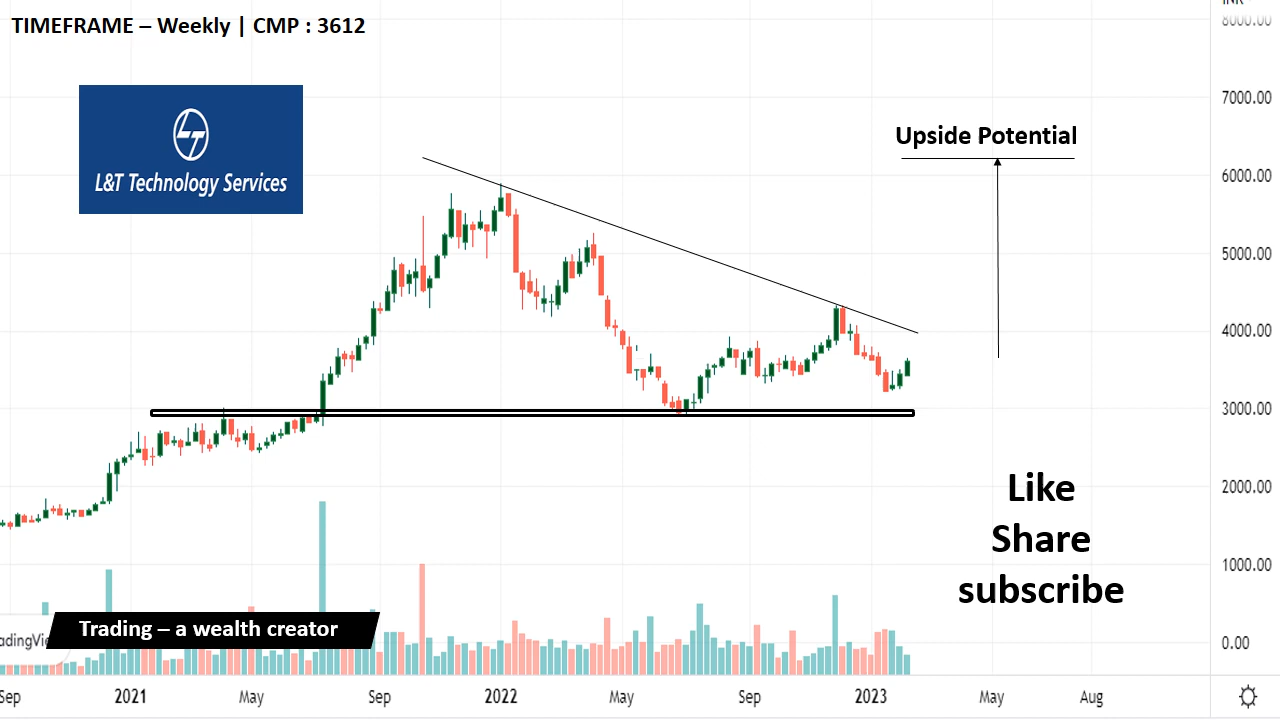 TIMEFRAME – Weekly | CMP : 3612
8000.00
7000.00
L&T Technology Services
Upside Potential
6000.00
5000.00
4000.00
3000.00
2000.00
Like
Share
subscribe
1000.00
Trading – a wealth creator
0.00
Sep 2021 May Sep 2022 May Sep 2023 May Aug